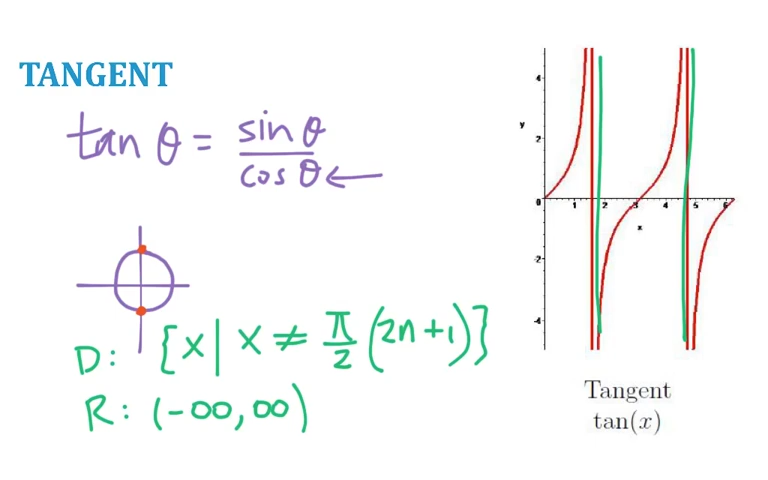 TANGENT
tan θ = sin θ / cos θ ←
D: [x | x ≠ π/2 (2n+1)}
R: (-∞, ∞)
y
4
2
0
-2
-4
1 2 3 4 5 6
x
Tangent
tan(x)